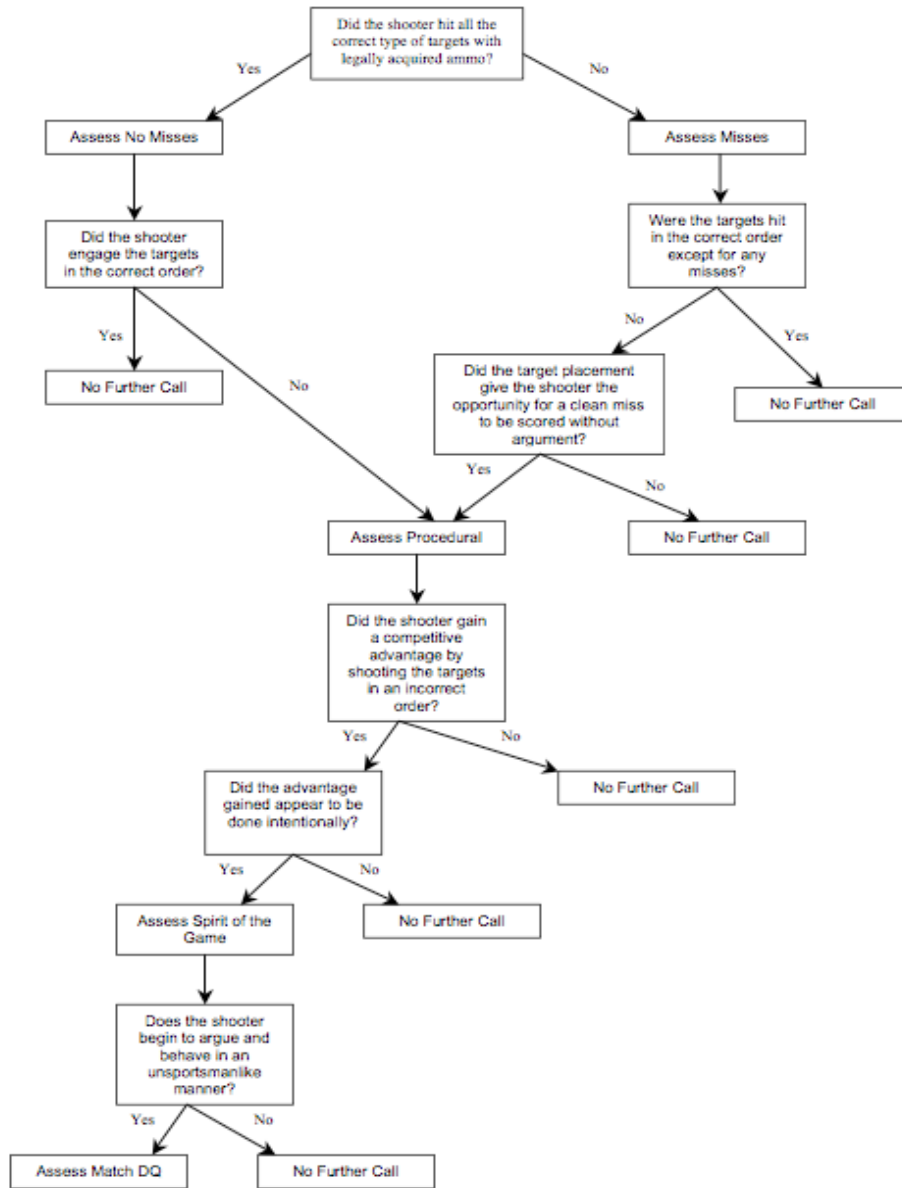 Did the shooter hit all the
correct type of targets with
legally acquired ammo?
Yes
No
Assess No Misses
Assess Misses
Did the shooter
engage the targets
in the correct order?
Were the targets hit
in the correct order
except for any
misses?
Yes
No
No
Yes
No Further Call
Did the target placement
give the shooter the
opportunity for a clean miss
to be scored without
argument?
No Further Call
Yes
No
Assess Procedural
No Further Call
Did the shooter gain
a competitive
advantage by
shooting the targets
in an incorrect
order?
Yes
No
Did the advantage
gained appear to be
done intentionally?
No Further Call
Yes
No
Assess Spirit of the
Game
No Further Call
Does the shooter
begin to argue and
behave in an
unsportsmanlike
manner?
Yes
No
Assess Match DQ
No Further Call